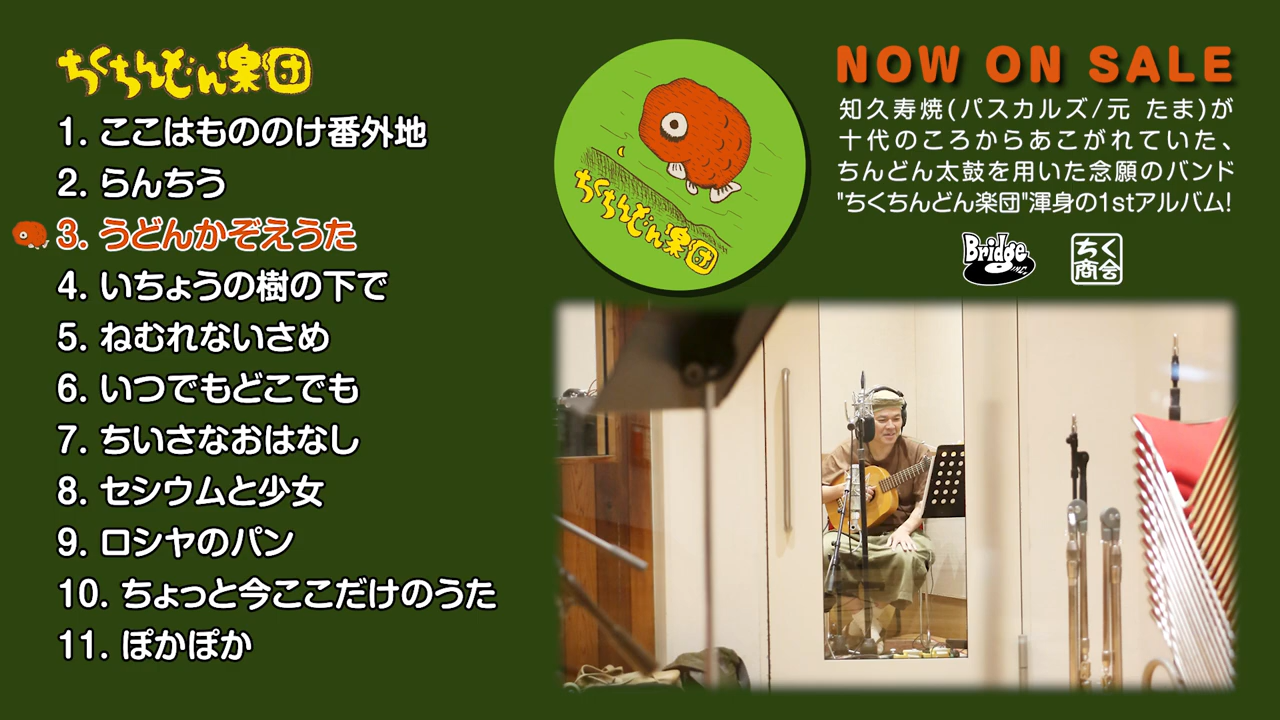 ちくちんどん楽団
1. ここはもののけ番外地
2. らんちう
3. うどんかぞえうた
4. いちょうの樹の下で
5. ねむれないさめ
6. いつでもどこでも
7. ちいさなおはなし
8. セシウムと少女
9. ロシヤのパン
10. ちょっと今ここだけのうた
11. ぽかぽか
ちくちんどん楽団
NOW ON SALE
知久寿焼(パスカルズ/元 たま)が
十代のころからあこがれていた、
ちんどん太鼓を用いた念願のバンド
"ちくちんどん楽団"渾身の1stアルバム!
Bridge INC.
ちく
商会